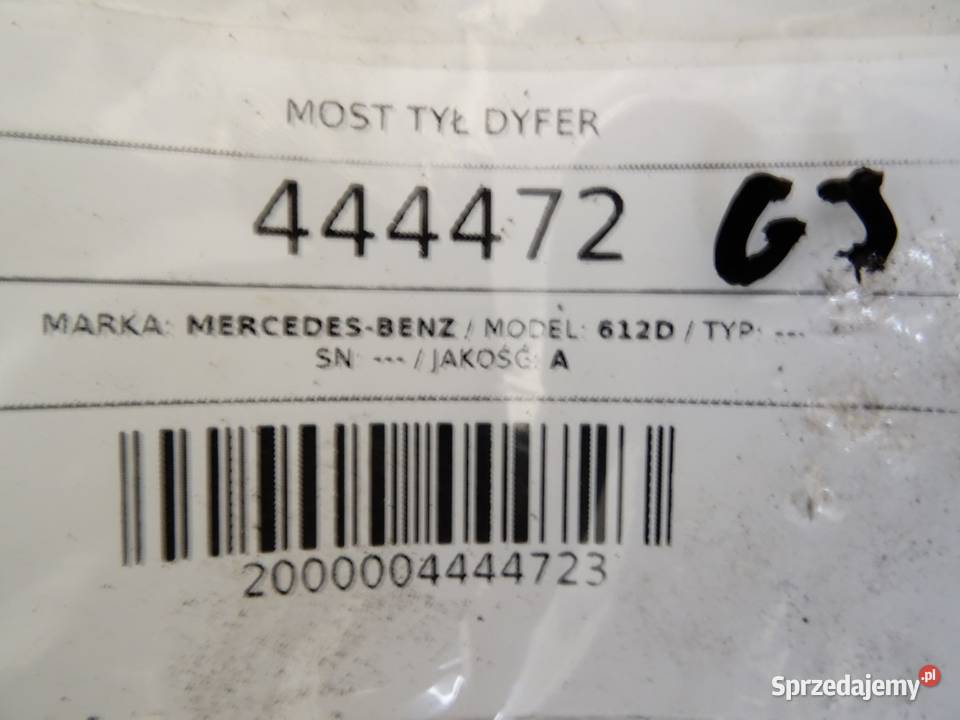 MOST TYŁ DYFER
444472 GJ
MARKA: MERCEDES-BENZ / MODEL: 612D / TYP: ---
SN: --- / JAKOŚĆ: A
2000004444723
Sprzedajemy.pl